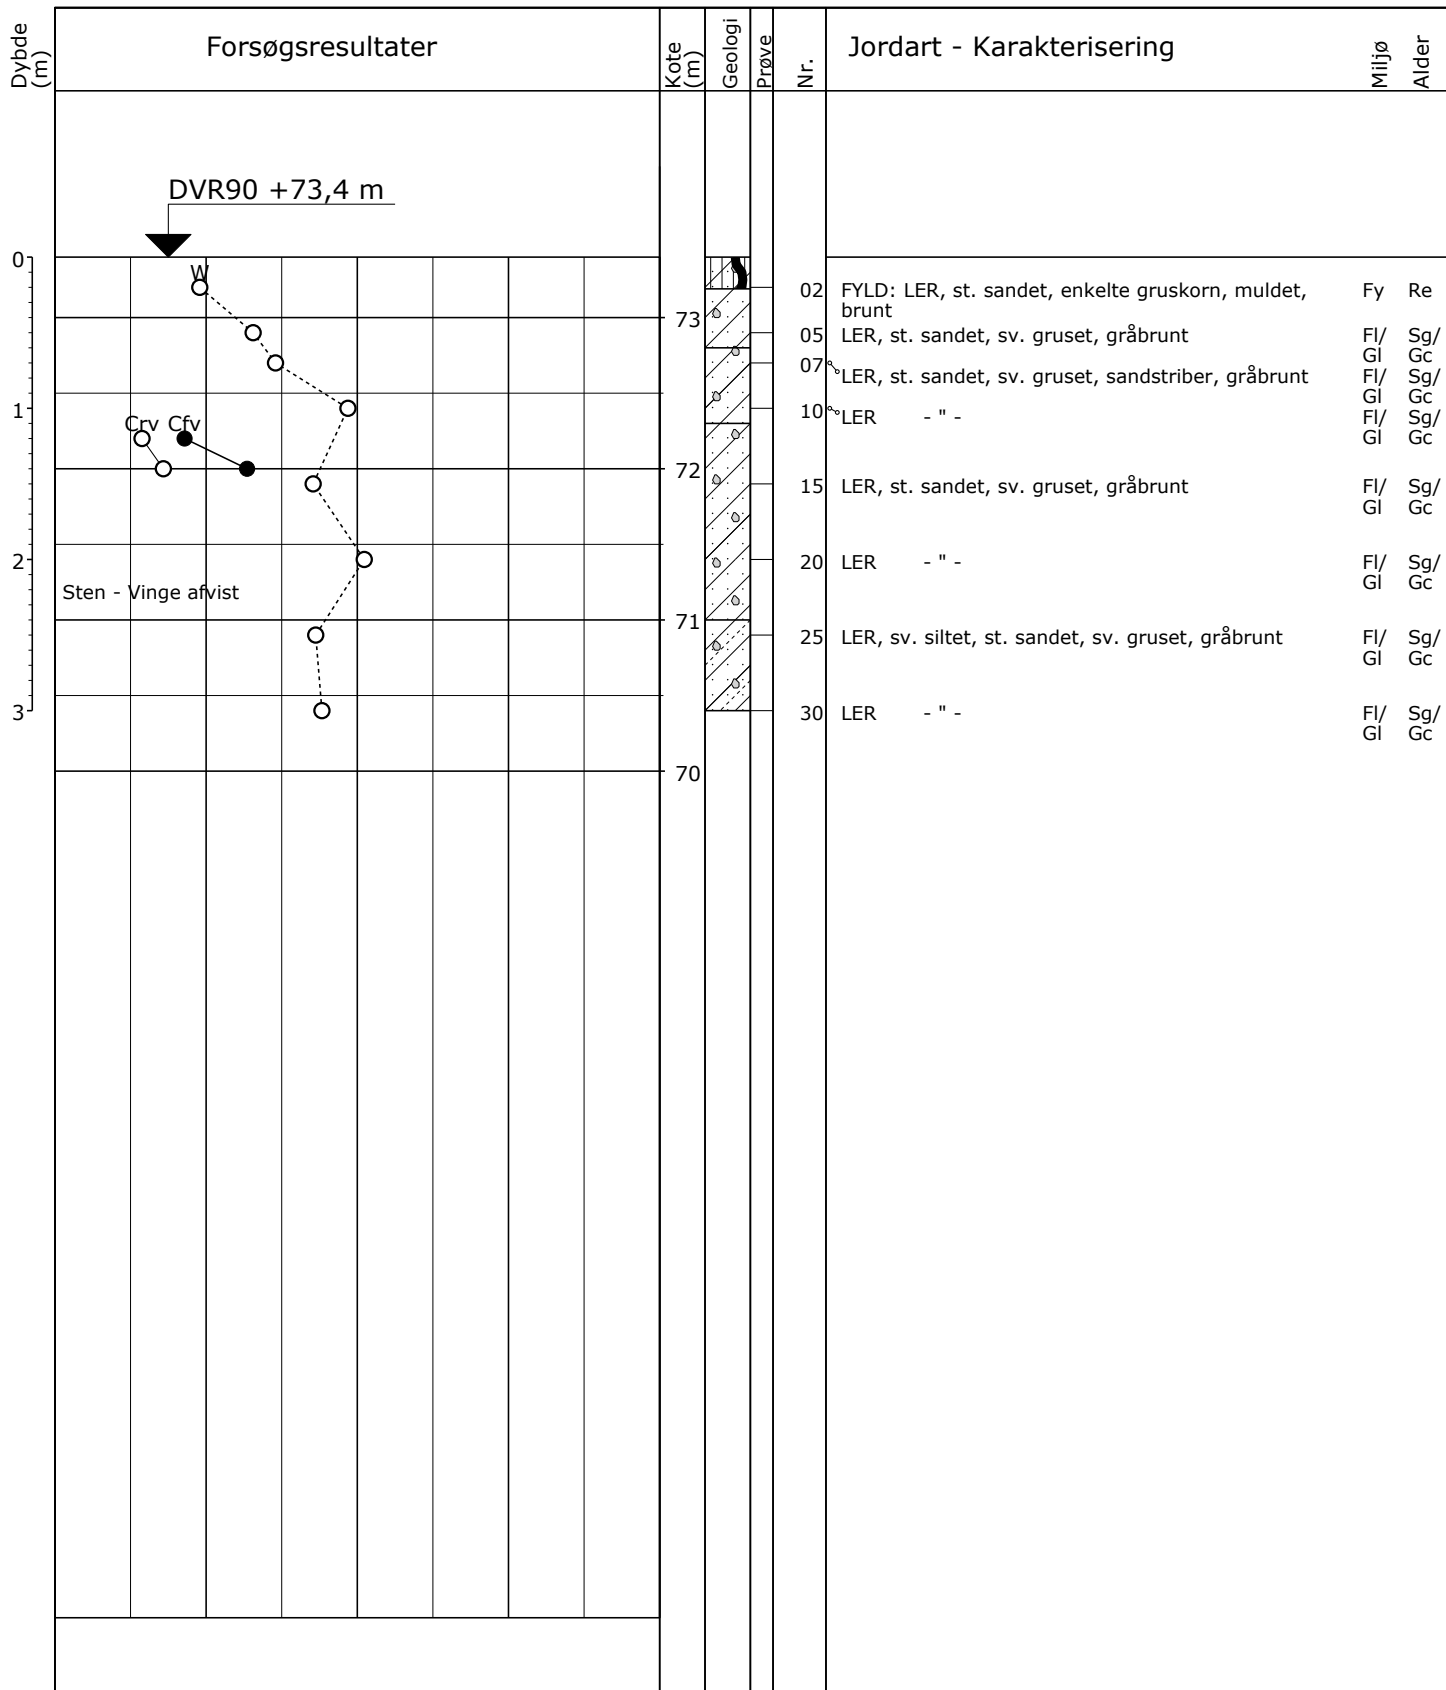 Dybde
(m)
Forsøgsresultater
Kote
(m)
Geologi
Prøve
Nr.
Jordart - Karakterisering
Miljø
Alder
DVR90 +73,4 m
0
W
02 FYLD: LER, st. sandet, enkelte gruskorn, muldet, Fy Re
brunt
73
05 LER, st. sandet, sv. gruset, gråbrunt Fl/ Sg/
Gl Gc
07 LER, st. sandet, sv. gruset, sandstriber, gråbrunt Fl/ Sg/
Gl Gc
1
10 LER - " - Fl/ Sg/
Gl Gc
Crv Cfv
72
15 LER, st. sandet, sv. gruset, gråbrunt Fl/ Sg/
Gl Gc
2
20 LER - " - Fl/ Sg/
Gl Gc
Sten - Vinge afvist
71
25 LER, sv. siltet, st. sandet, sv. gruset, gråbrunt Fl/ Sg/
Gl Gc
3
30 LER - " - Fl/ Sg/
Gl Gc
70